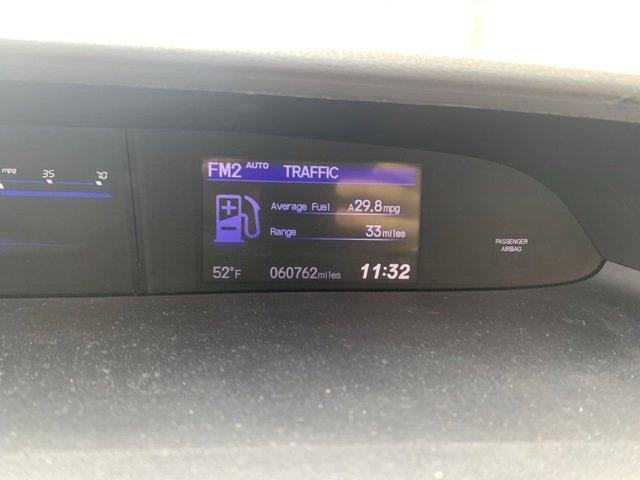 mpg 35 70
FM2 AUTO TRAFFIC
Average Fuel A29.8mpg
Range 33miles
52°F 060762miles 11:32
PASSENGER
AIRBAG